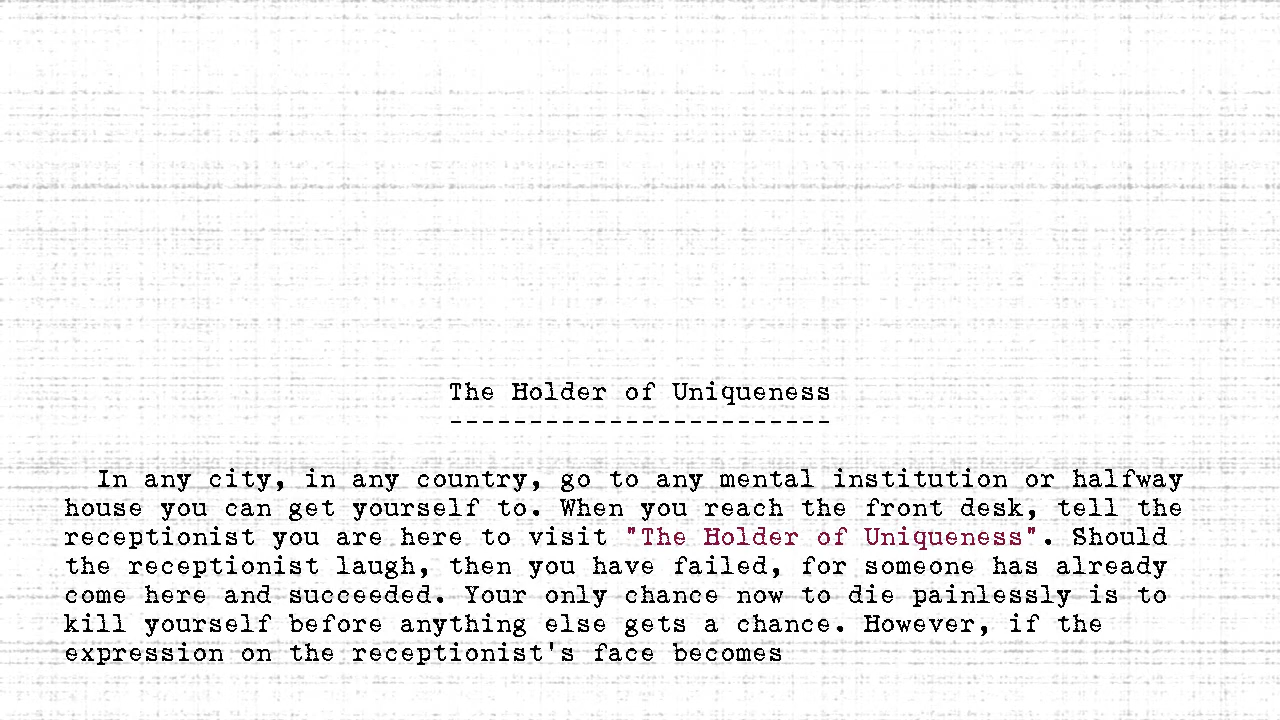 The Holder of Uniqueness
------------------------
In any city, in any country, go to any mental institution or halfway
house you can get yourself to. When you reach the front desk, tell the
receptionist you are here to visit "The Holder of Uniqueness". Should
the receptionist laugh, then you have failed, for someone has already
come here and succeeded. Your only chance now to die painlessly is to
kill yourself before anything else gets a chance. However, if the
expression on the receptionist's face becomes